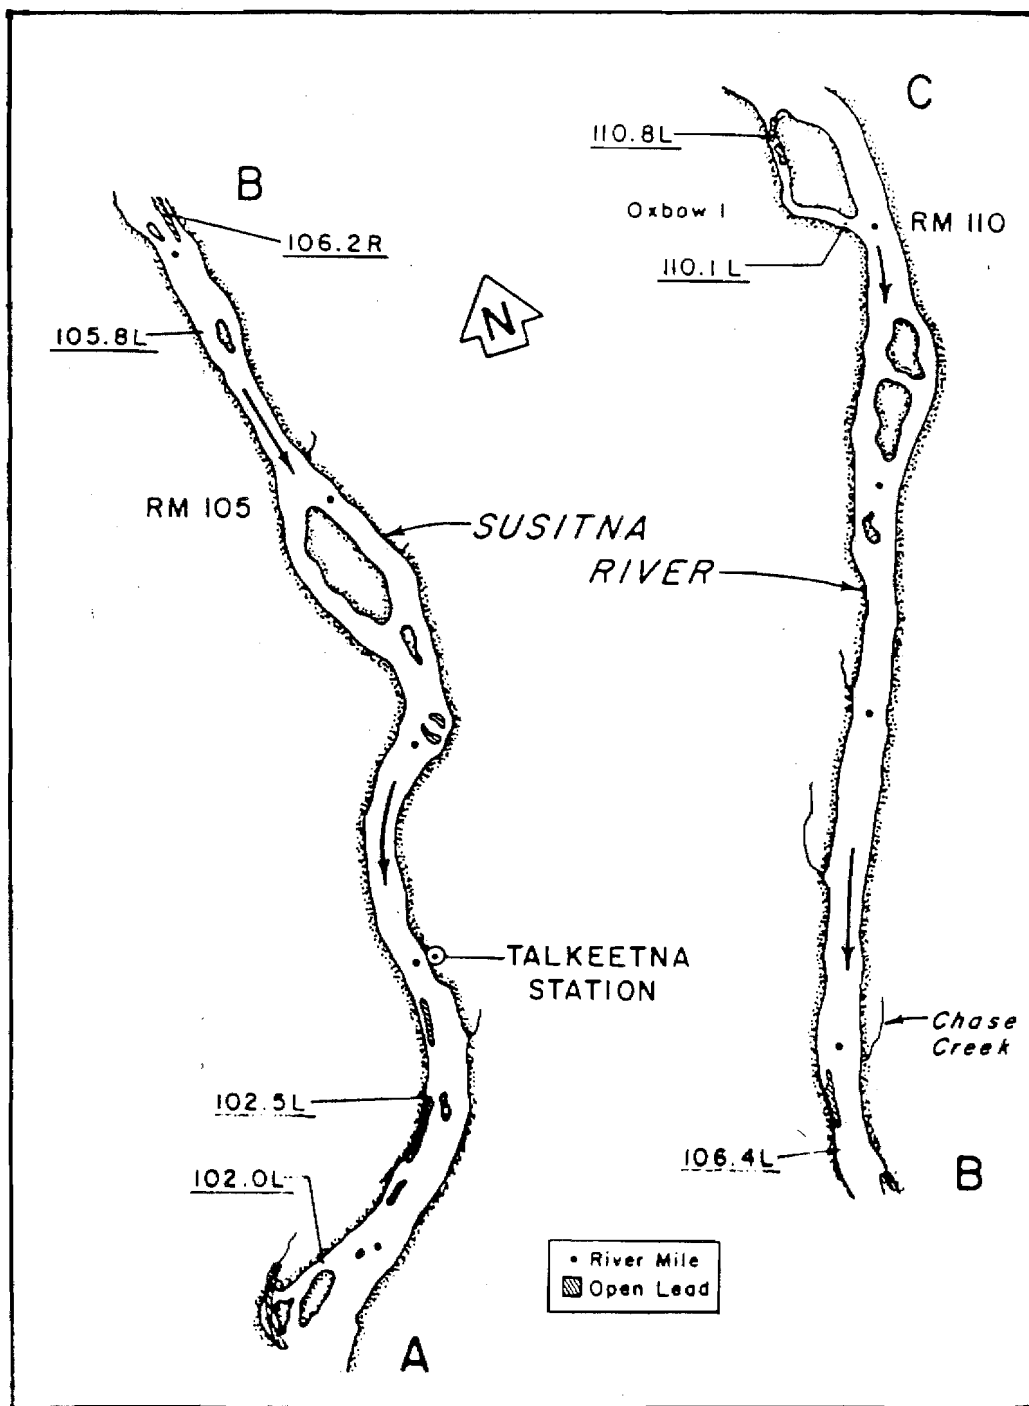 C
110.8L
B
Oxbow I
RM 110
106.2R
110.1L
N
105.8L
RM 105
SUSITNA
RIVER
TALKEETNA
STATION
Chase
Creek
102.5L
106.4L
B
102.0L
• River Mile
Open Lead
A